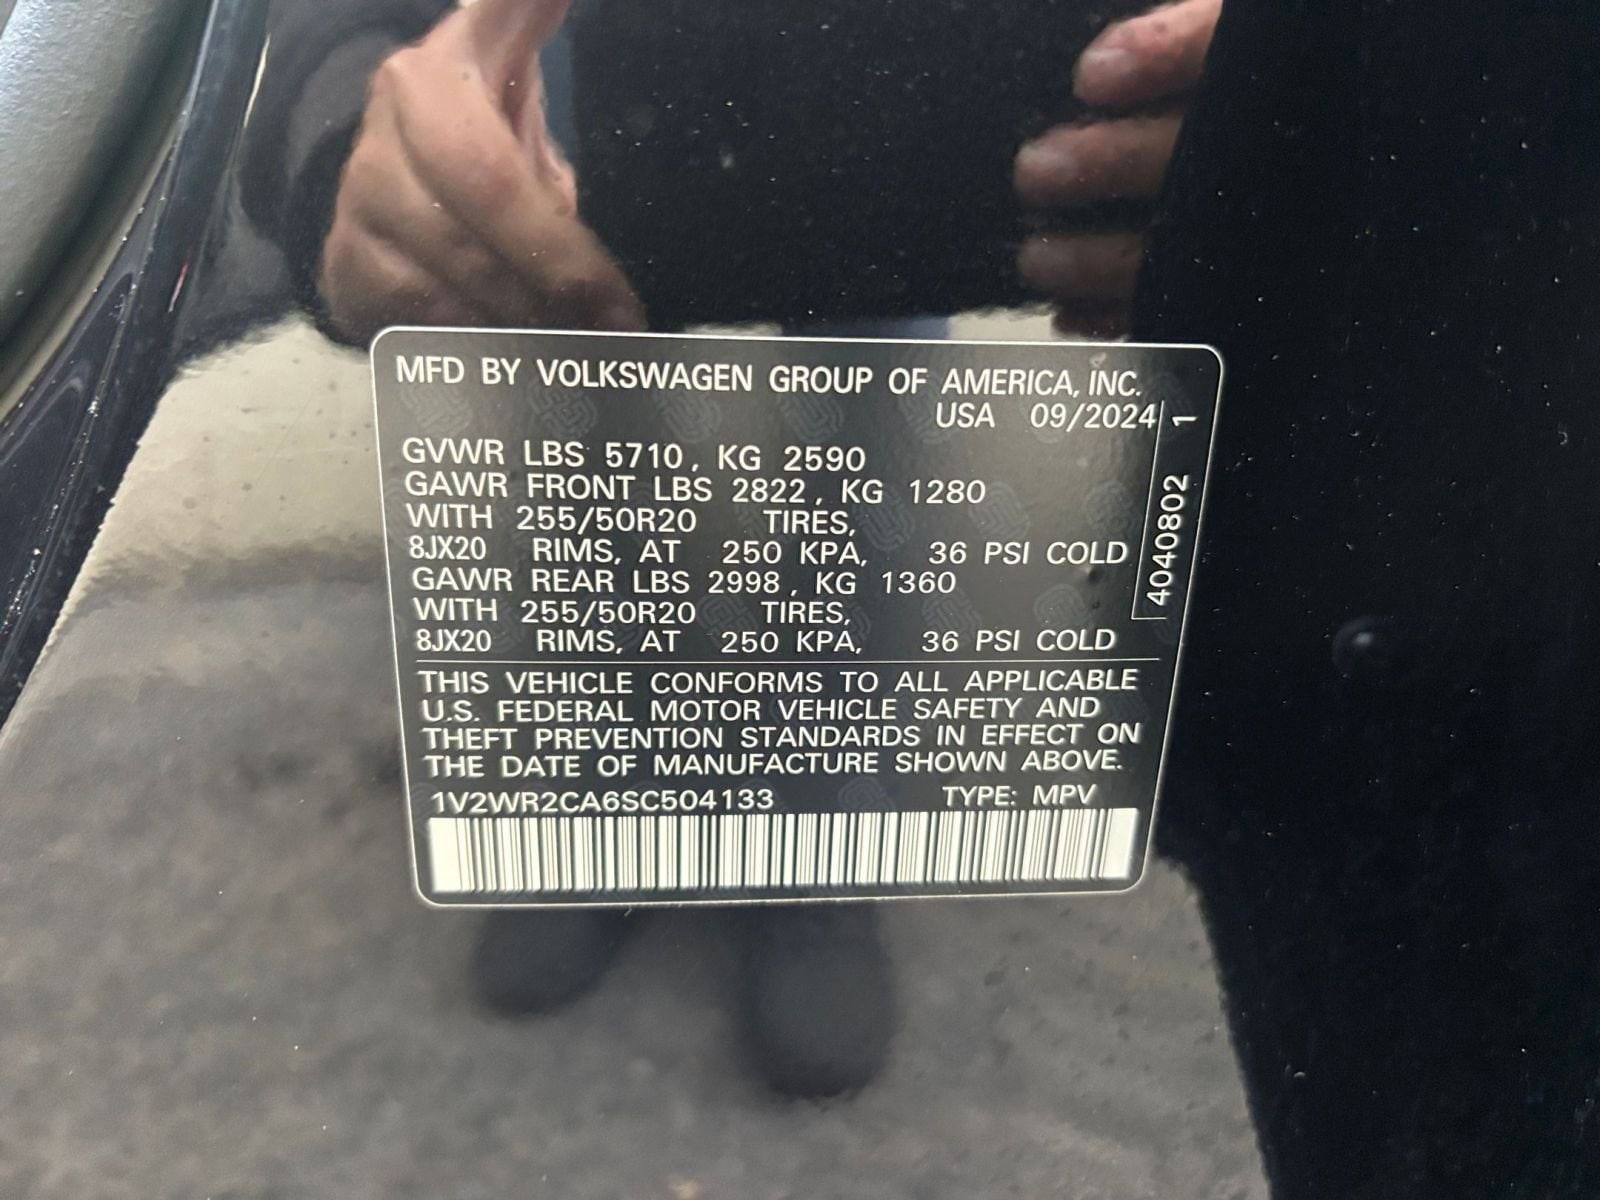 MFD BY VOLKSWAGEN GROUP OF AMERICA, INC.
USA 09/2024
GVWR LBS 5710, KG 2590
GAWR FRONT LBS 2822, KG 1280
WITH 255/50R20 TIRES,
8JX20 RIMS, AT 250 KPA, 36 PSI COLD
GAWR REAR LBS 2998, KG 1360
WITH 255/50R20 TIRES,
8JX20 RIMS, AT 250 KPA, 36 PSI COLD
THIS VEHICLE CONFORMS TO ALL APPLICABLE
U.S. FEDERAL MOTOR VEHICLE SAFETY AND
THEFT PREVENTION STANDARDS IN EFFECT ON
THE DATE OF MANUFACTURE SHOWN ABOVE.
1V2WR2CA6SC504133 TYPE: MPV
4040802 1